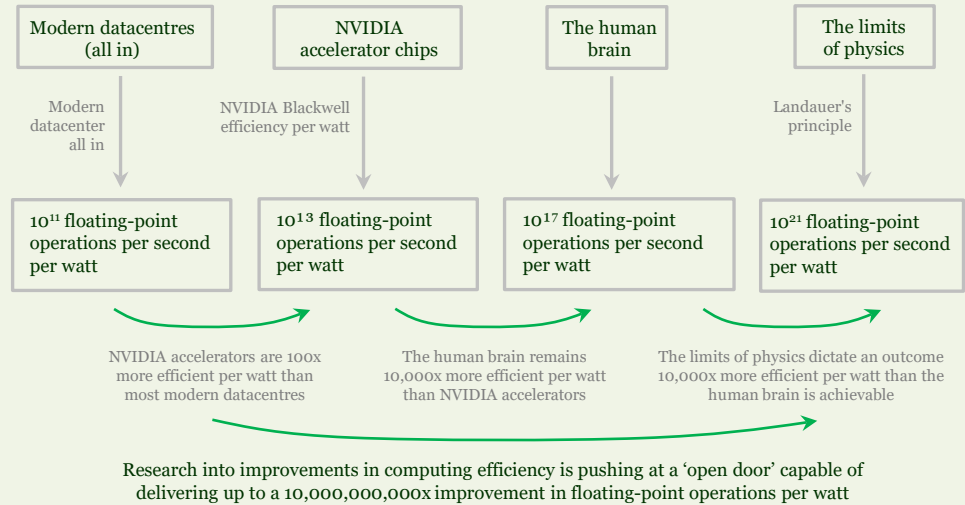 Modern datacentres
(all in)
NVIDIA
accelerator chips
The human
brain
The limits
of physics
Modern
datacenter
all in
NVIDIA Blackwell
efficiency per watt
Landauer's
principle
10¹¹ floating-point
operations per second
per watt
10¹³ floating-point
operations per second
per watt
10¹⁷ floating-point
operations per second
per watt
10²¹ floating-point
operations per second
per watt
NVIDIA accelerators are 100x
more efficient per watt than
most modern datacentres
The human brain remains
10,000x more efficient per watt
than NVIDIA accelerators
The limits of physics dictate an outcome
10,000x more efficient per watt than the
human brain is achievable
Research into improvements in computing efficiency is pushing at a ‘open door’ capable of
delivering up to a 10,000,000,000x improvement in floating-point operations per watt